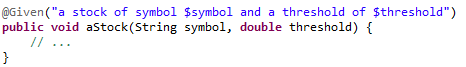 @Given("a stock of symbol $symbol and a threshold of $threshold")
public void aStock(String symbol, double threshold) {
    // ...
}